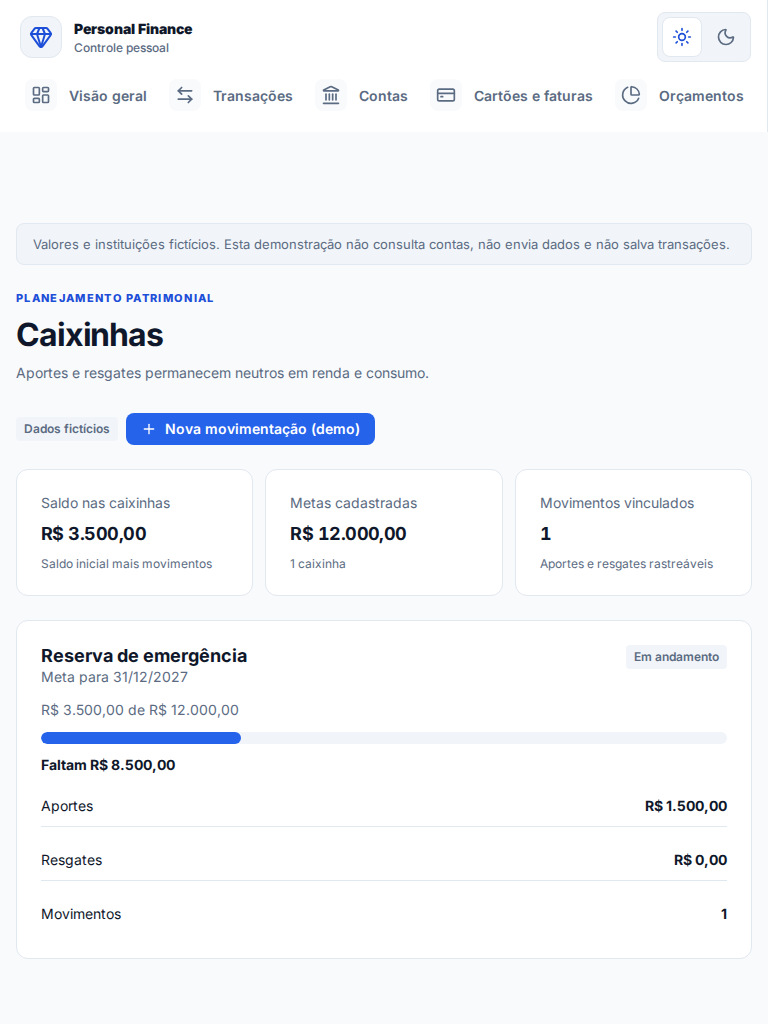 Personal Finance
Controle pessoal
Visão geral
Transações
Contas
Cartões e faturas
Orçamentos
Valores e instituições fictícios. Esta demonstração não consulta contas, não envia dados e não salva transações.
PLANEJAMENTO PATRIMONIAL
Caixinhas
Aportes e resgates permanecem neutros em renda e consumo.
Dados fictícios
Nova movimentação (demo)
Saldo nas caixinhas
R$ 3.500,00
Saldo inicial mais movimentos
Metas cadastradas
R$ 12.000,00
1 caixinha
Movimentos vinculados
1
Aportes e resgates rastreáveis
Reserva de emergência
Em andamento
Meta para 31/12/2027
R$ 3.500,00 de R$ 12.000,00
Faltam R$ 8.500,00
Aportes R$ 1.500,00
Resgates R$ 0,00
Movimentos 1